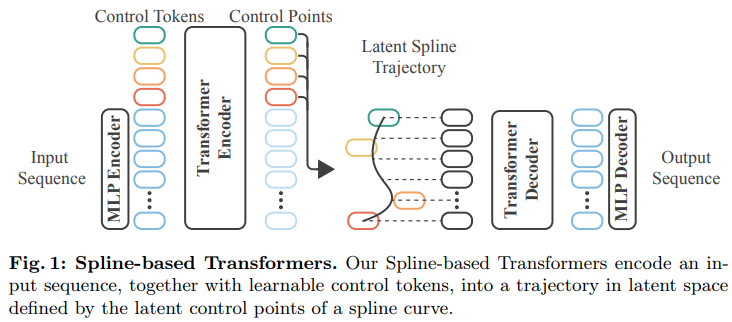 Control Tokens
Control Points
Latent Spline
Trajectory
Input
Sequence
MLP Encoder
Transformer
Encoder
Transformer
Decoder
MLP Decoder
Output
Sequence
Fig. 1: Spline-based Transformers. Our Spline-based Transformers encode an in-
put sequence, together with learnable control tokens, into a trajectory in latent space
defined by the latent control points of a spline curve.